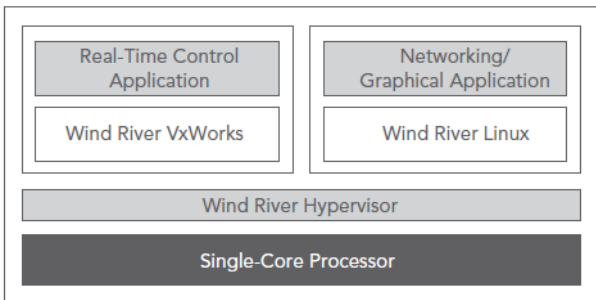 Real-Time Control
Application
Wind River VxWorks
Networking/
Graphical Application
Wind River Linux
Wind River Hypervisor
Single-Core Processor